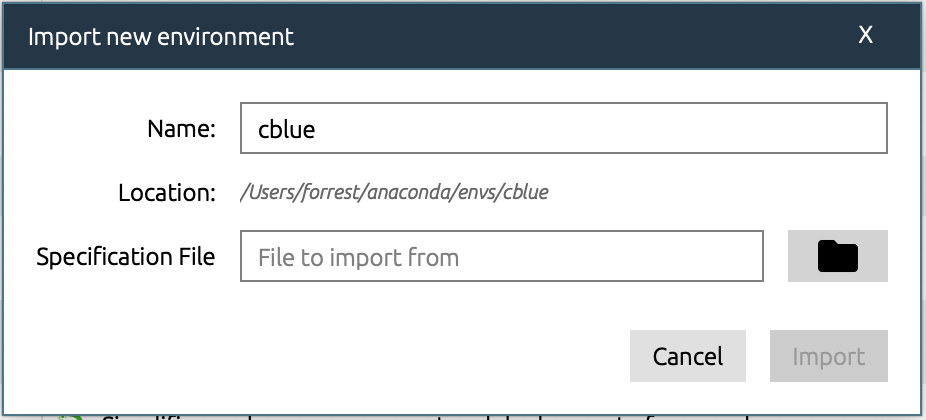 Import new environment X
Name: cblue
Location: /Users/forrest/anaconda/envs/cblue
Specification File File to import from
Cancel Import